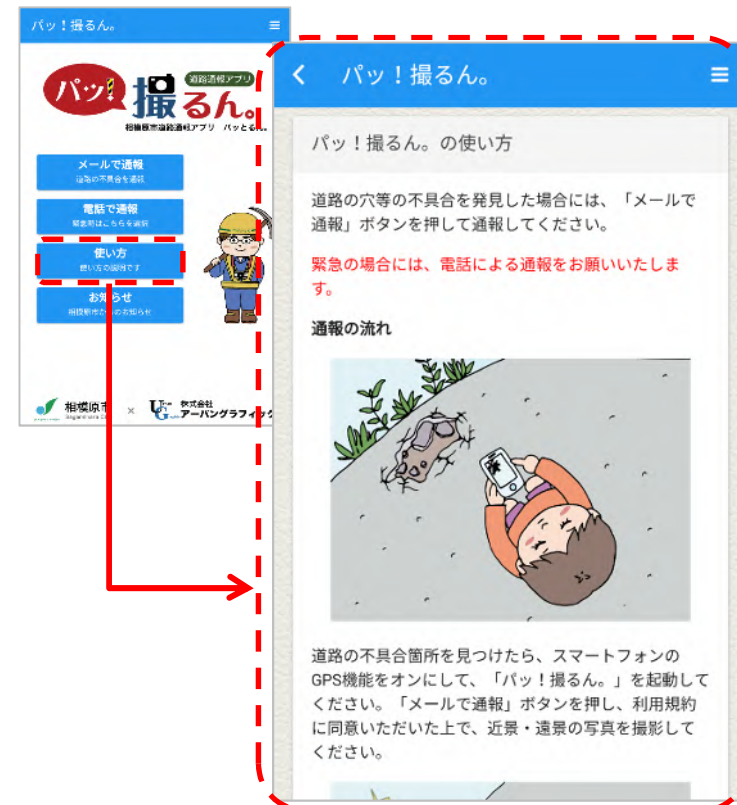 パッ！撮るん。
パッ!
撮るん。
道路通報アプリ
相模原市道路通報アプリ パッとるん。
メールで通報
道路の不具合を通報
電話で通報
緊急時はこちらを選択
使い方
使い方の説明です
お知らせ
相模原市からのお知らせ
相模原市
×
株式会社
アーバングラフィック
パッ！撮るん。
パッ！撮るん。の使い方
道路の穴等の不具合を発見した場合には、「メールで
通報」ボタンを押して通報してください。
緊急の場合には、電話による通報をお願いいたしま
す。
通報の流れ
道路の不具合箇所を見つけたら、スマートフォンの
GPS機能をオンにして、「パッ！撮るん。」を起動して
ください。「メールで通報」ボタンを押し、利用規約
に同意いただいた上で、近景・遠景の写真を撮影して
ください。